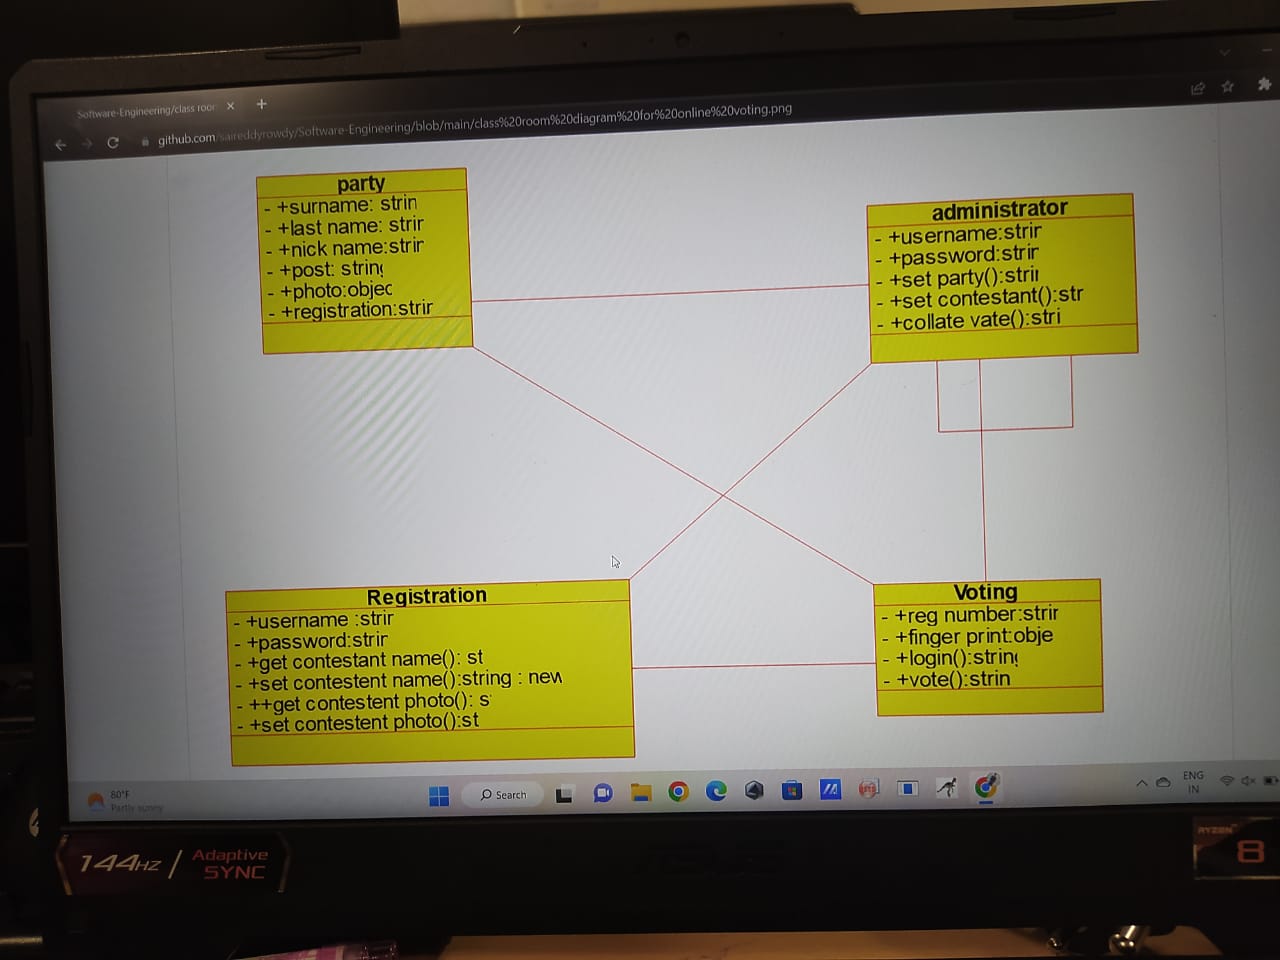 Software-Engineering/class roor
github.com/saireddyrowdy/Software-Engineering/blob/main/class%20room%20diagram%20for%20online%20voting.png
party
- +surname: strin
- +last name: strir
- +nick name:strir
- +post: string
- +photo:objec
- +registration:strir
administrator
- +username:strir
- +password:strir
- +set party():strii
- +set contestant():str
- +collate vate():stri
Registration
- +username :strir
- +password:strir
- +get contestant name(): st
- +set contestent name():string : new
- ++get contestent photo(): s
- +set contestent photo():st
Voting
- +reg number:strir
- +finger print:obje
- +login():string
- +vote():strin
80°F
Partly sunny
Search
ENG
IN
144Hz / Adaptive
SYNC
RYZEN
8